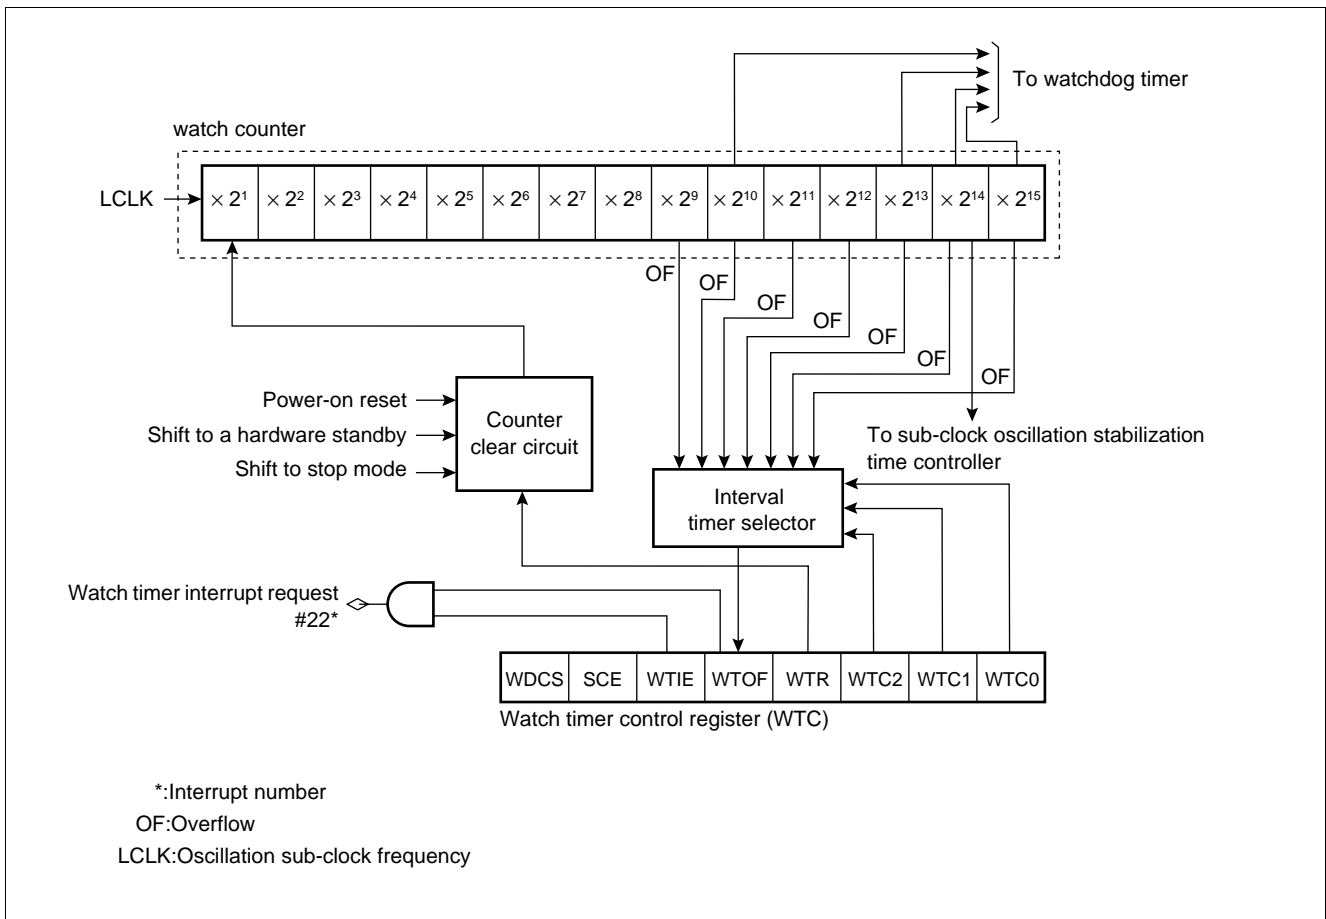 To watchdog timer
watch counter
LCLK
× 2¹ × 2² × 2³ × 2⁴ × 2⁵ × 2⁶ × 2⁷ × 2⁸ × 2⁹ × 2¹⁰ × 2¹¹ × 2¹² × 2¹³ × 2¹⁴ × 2¹⁵
OF
OF
OF
OF
OF
OF
OF
Power-on reset
Shift to a hardware standby
Shift to stop mode
Counter
clear circuit
To sub-clock oscillation stabilization
time controller
Interval
timer selector
Watch timer interrupt request
#22*
WDCS SCE WTIE WTOF WTR WTC2 WTC1 WTC0
Watch timer control register (WTC)
*:Interrupt number
OF:Overflow
LCLK:Oscillation sub-clock frequency